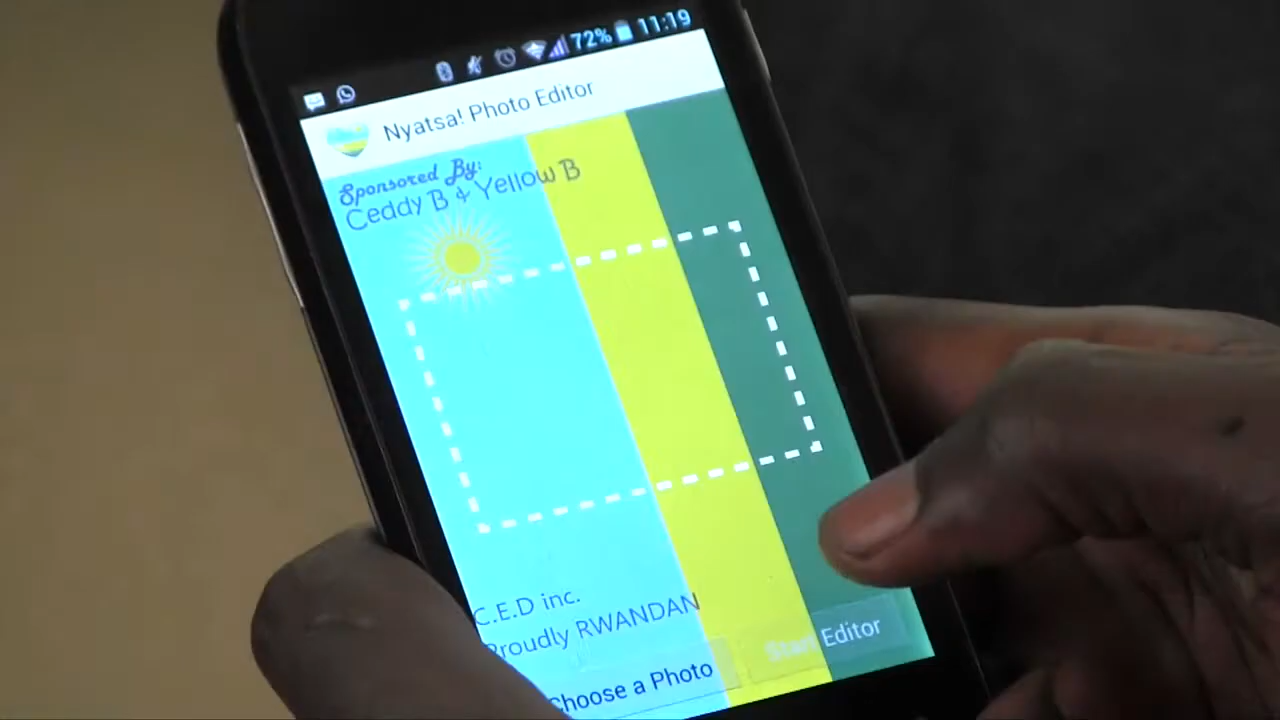 72% 11:19
Nyatsa! Photo Editor
Sponsored By:
Ceddy B & Yellow B
C.E.D inc.
Proudly RWANDAN
Choose a Photo
Start Editor